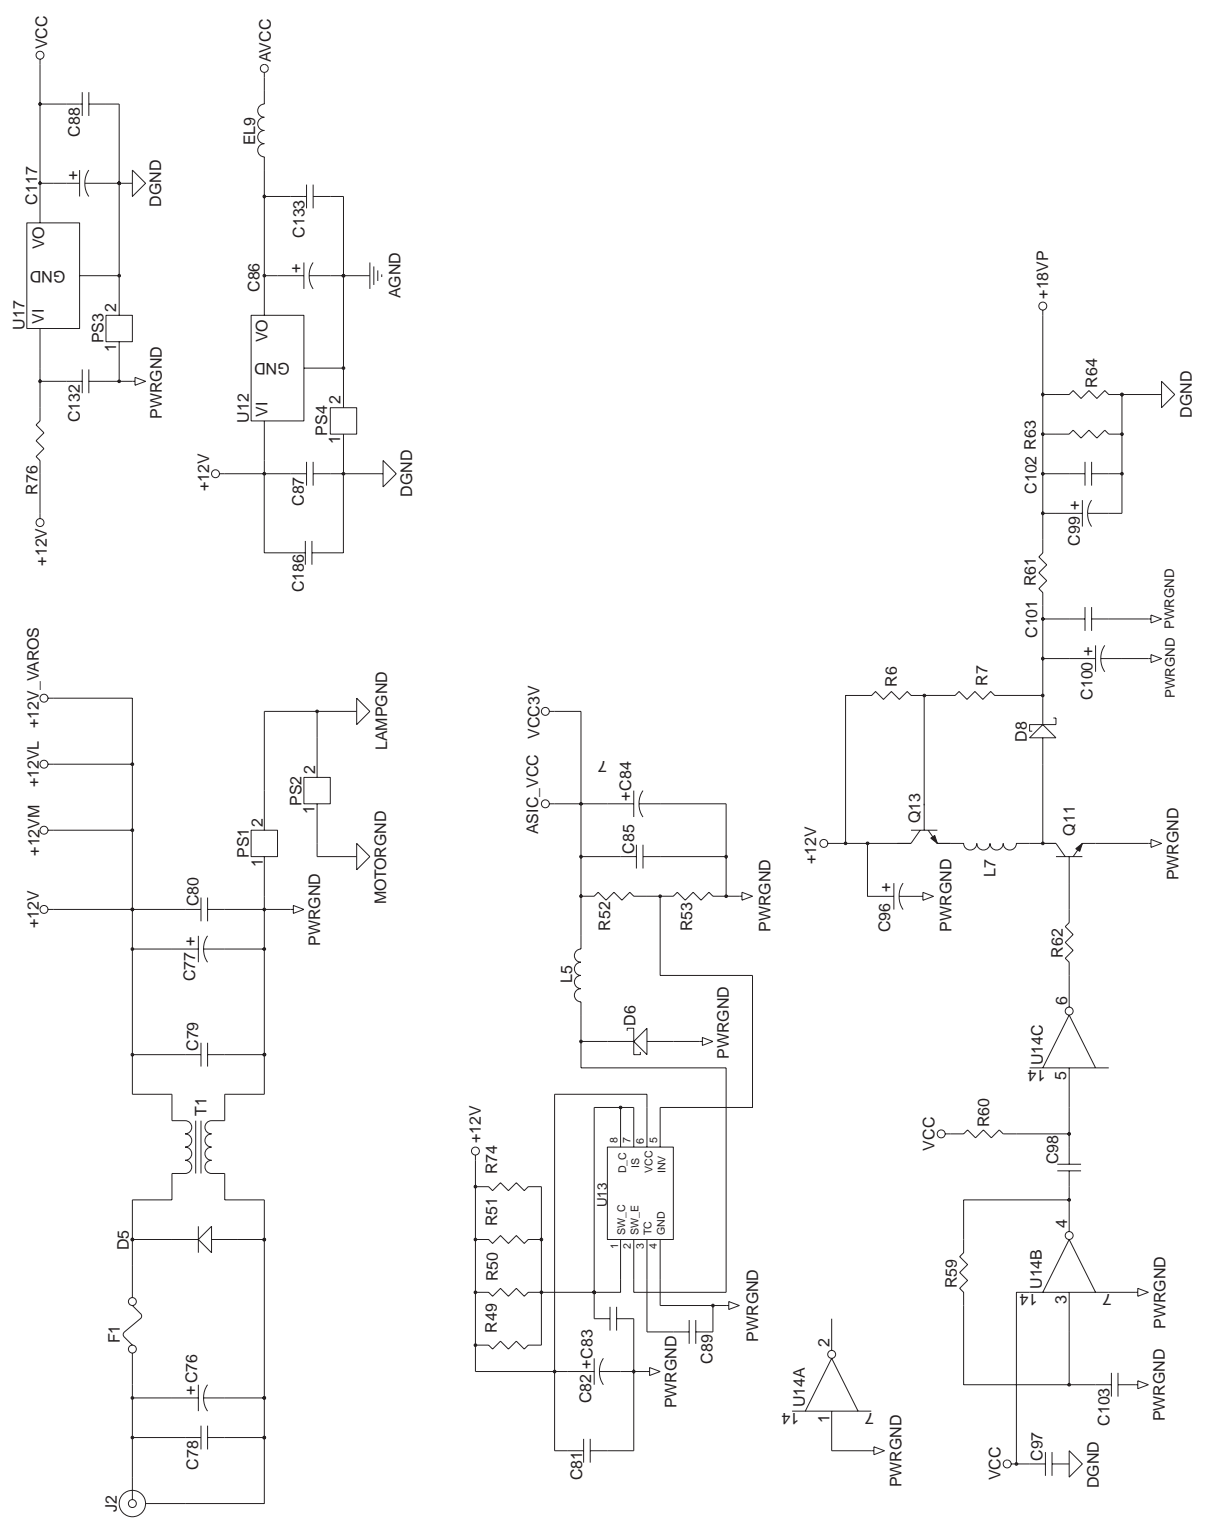 VCC
+12V
R76
C132
PWRGND
PS3
1
2
U17
VI
GND
VO
C117
+
C88
DGND
+12V
C186
C87
DGND
PS4
1
2
U12
VI
GND
VO
C86
+
C133
AGND
EL9
AVCC
J2
C78
C76
+
F1
D5
T1
C79
C77
+
C80
+12V
+12VM
+12VL
+12V_VAROS
PWRGND
PS1
1
2
PS2
1
2
MOTORGND
LAMPGND
+12V
R49
R50
R51
R74
C81
C82
+
C83
PWRGND
C89
PWRGND
U13
1
2
3
4
SW_C
SW_E
TC
GND
D_C
IS
VCC
INV
8
7
6
5
D6
PWRGND
L5
R52
R53
PWRGND
C85
C84
+
7
ASIC_VCC
VCC3V
U14A
14
1
2
7
PWRGND
VCC
C97
DGND
C103
PWRGND
R59
U14B
14
3
4
7
PWRGND
C98
VCC
R60
U14C
14
5
6
R62
Q11
PWRGND
L7
Q13
+12V
C96
+
PWRGND
R6
R7
D8
C100
+
PWRGND
C101
PWRGND
R61
C99
+
C102
R63
R64
DGND
+18VP